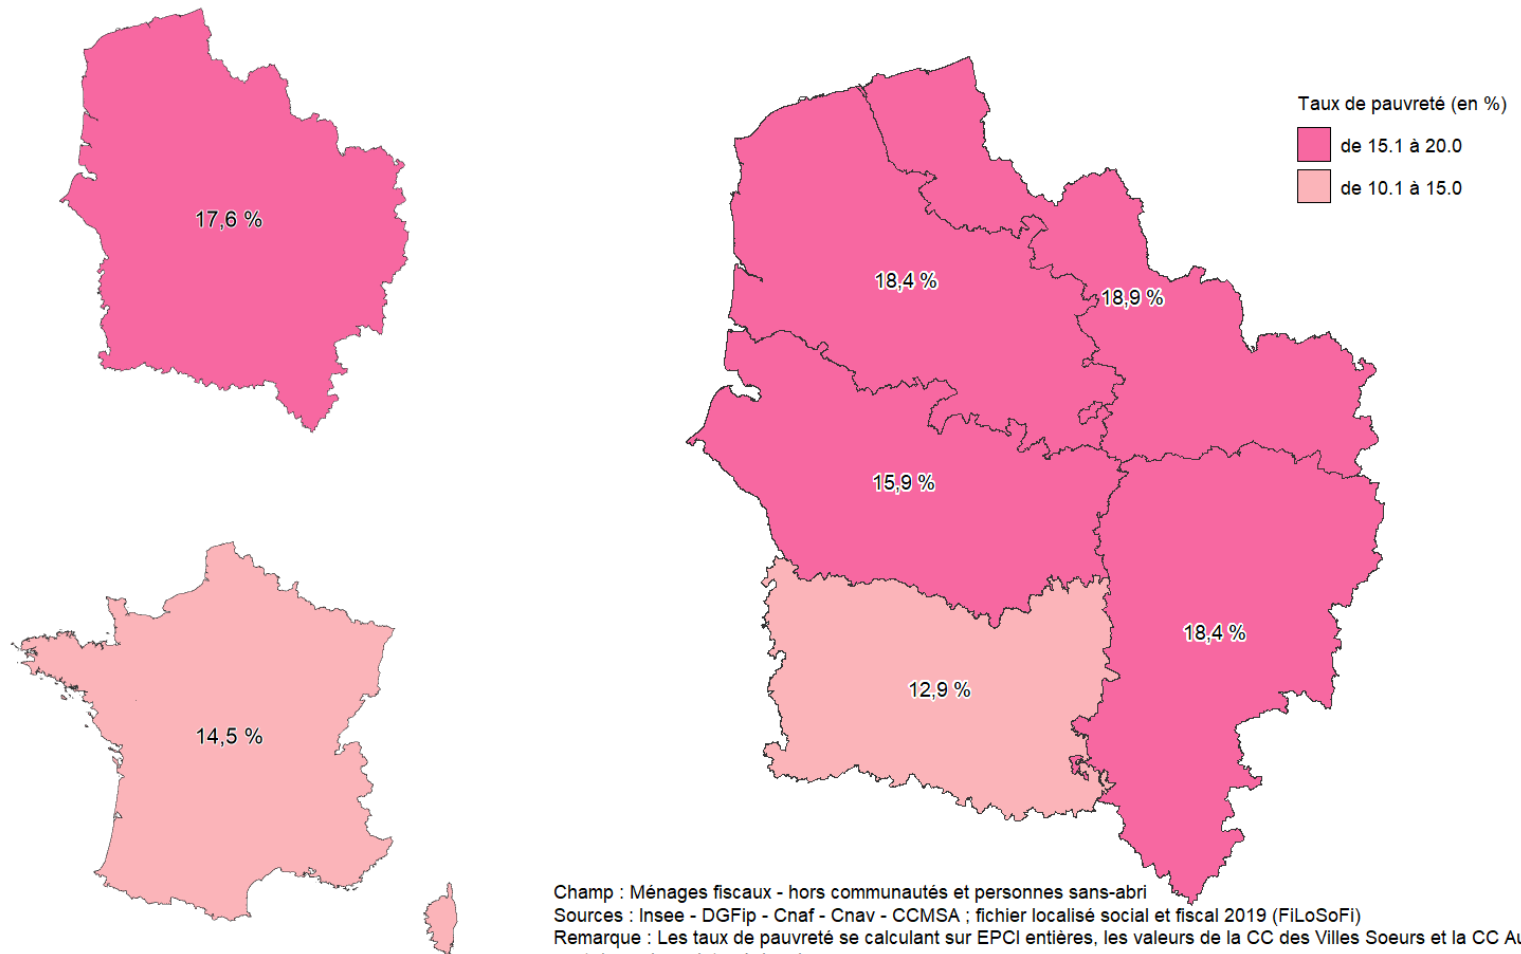 17,6 %
14,5 %
18,4 %
18,9 %
15,9 %
18,4 %
12,9 %
Taux de pauvreté (en %)
de 15.1 à 20.0
de 10.1 à 15.0
Champ : Ménages fiscaux - hors communautés et personnes sans-abri
Sources : Insee - DGFip - Cnaf - Cnav - CCMSA ; fichier localisé social et fiscal 2019 (FiLoSoFi)
Remarque : Les taux de pauvreté se calculant sur EPCI entières, les valeurs de la CC des Villes Soeurs et la CC